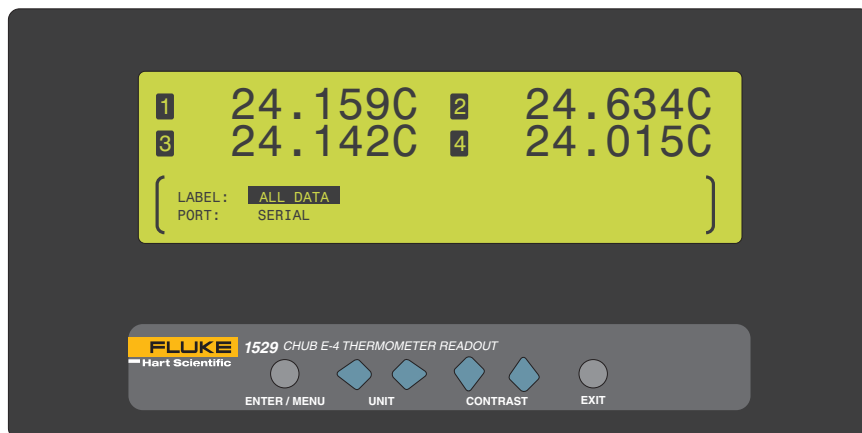 1 24.159C 2 24.634C
3 24.142C 4 24.015C
LABEL: ALL DATA
PORT: SERIAL
FLUKE 1529 CHUB E-4 THERMOMETER READOUT
Hart Scientific
ENTER / MENU UNIT CONTRAST EXIT